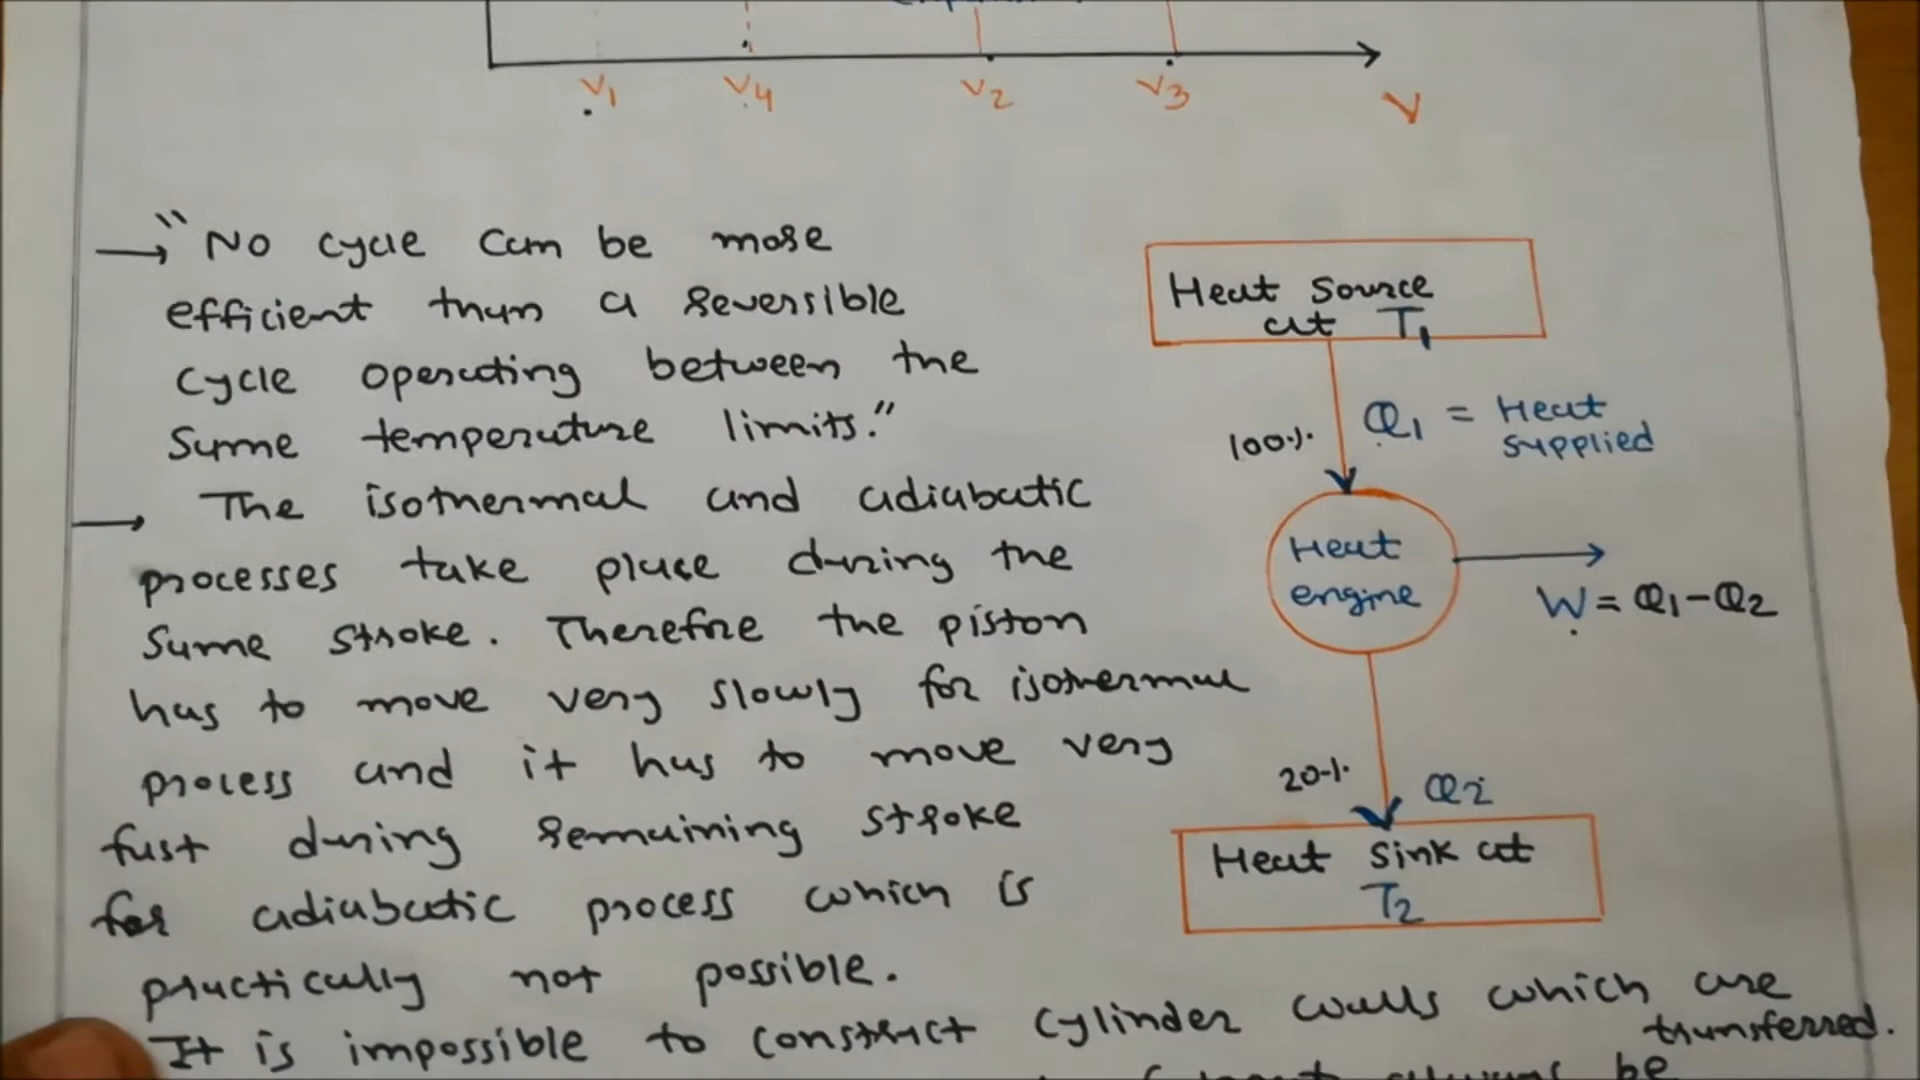 V1 V4 V2 V3 V
→ "No cycle can be more
efficient than a reversible
cycle operating between the
same temperature limits."
→ The isothermal and adiabatic
processes take place during the
same stroke. Therefore the piston
has to move very slowly for isothermal
process and it has to move very
fast during remaining stroke
for adiabatic process which is
practically not possible.
It is impossible to construct cylinder walls which are
transferred.
always be
Heat source
at T1
100% Q1 = Heat
supplied
Heat
engine
W = Q1-Q2
20% Q2
Heat sink at
T2